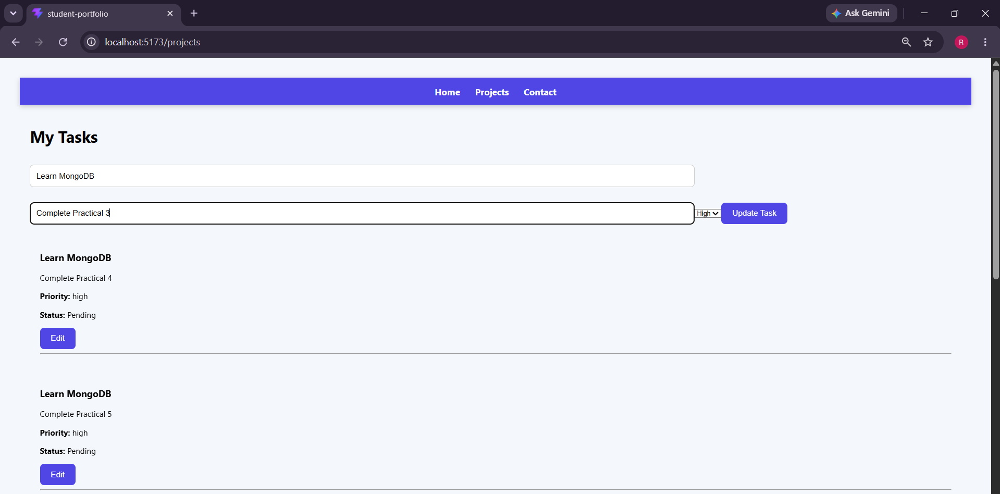 student-portfolio
Ask Gemini
localhost:5173/projects
R
Home Projects Contact
My Tasks
Learn MongoDB
Complete Practical 3 High Update Task
Learn MongoDB
Complete Practical 4
Priority: high
Status: Pending
Edit
Learn MongoDB
Complete Practical 5
Priority: high
Status: Pending
Edit